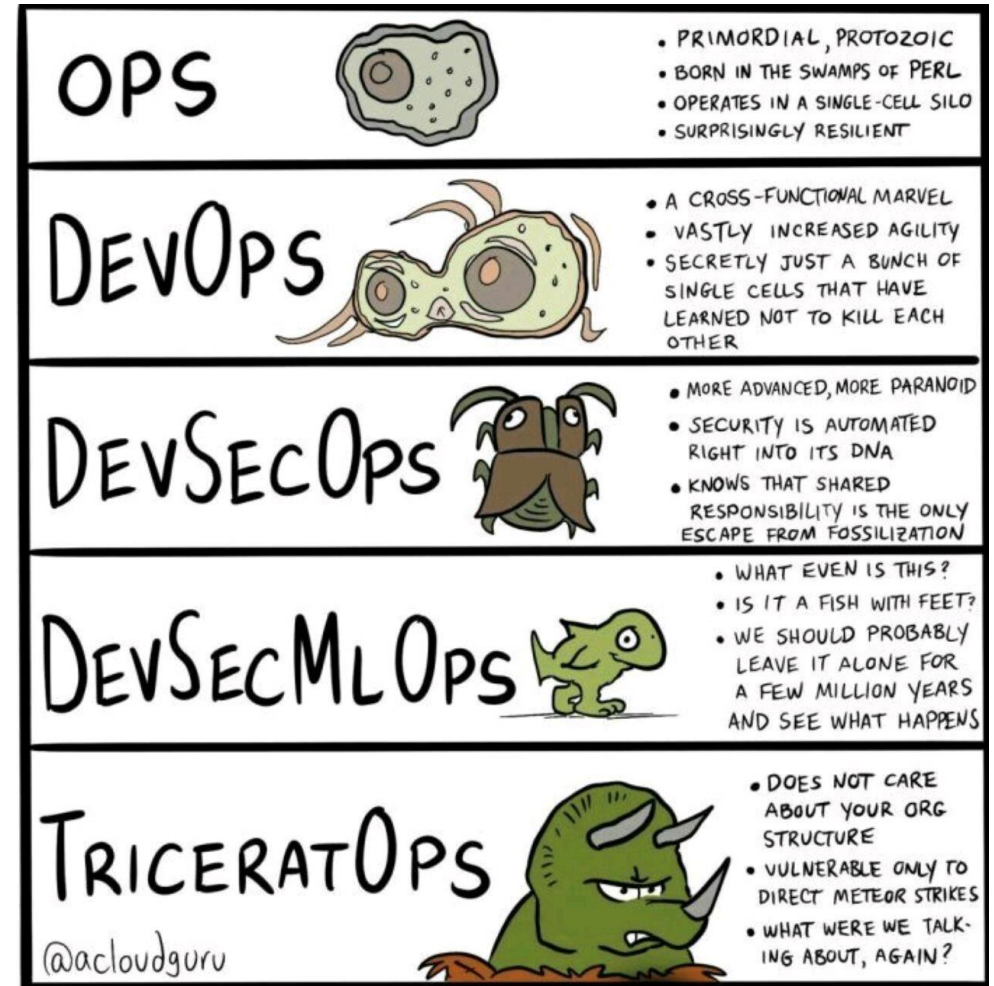 OPS
• PRIMORDIAL, PROTOZOIC
• BORN IN THE SWAMPS OF PERL
• OPERATES IN A SINGLE-CELL SILO
• SURPRISINGLY RESILIENT
DEVOPS
• A CROSS-FUNCTIONAL MARVEL
• VASTLY INCREASED AGILITY
• SECRETLY JUST A BUNCH OF
SINGLE CELLS THAT HAVE
LEARNED NOT TO KILL EACH
OTHER
DEVSECOPS
• MORE ADVANCED, MORE PARANOID
• SECURITY IS AUTOMATED
RIGHT INTO ITS DNA
• KNOWS THAT SHARED
RESPONSIBILITY IS THE ONLY
ESCAPE FROM FOSSILIZATION
DEVSECMLOPS
• WHAT EVEN IS THIS?
• IS IT A FISH WITH FEET?
• WE SHOULD PROBABLY
LEAVE IT ALONE FOR
A FEW MILLION YEARS
AND SEE WHAT HAPPENS
TRICERATOPS
• DOES NOT CARE
ABOUT YOUR ORG
STRUCTURE
• VULNERABLE ONLY TO
DIRECT METEOR STRIKES
• WHAT WERE WE TALK-
ING ABOUT, AGAIN?
@acloudguru